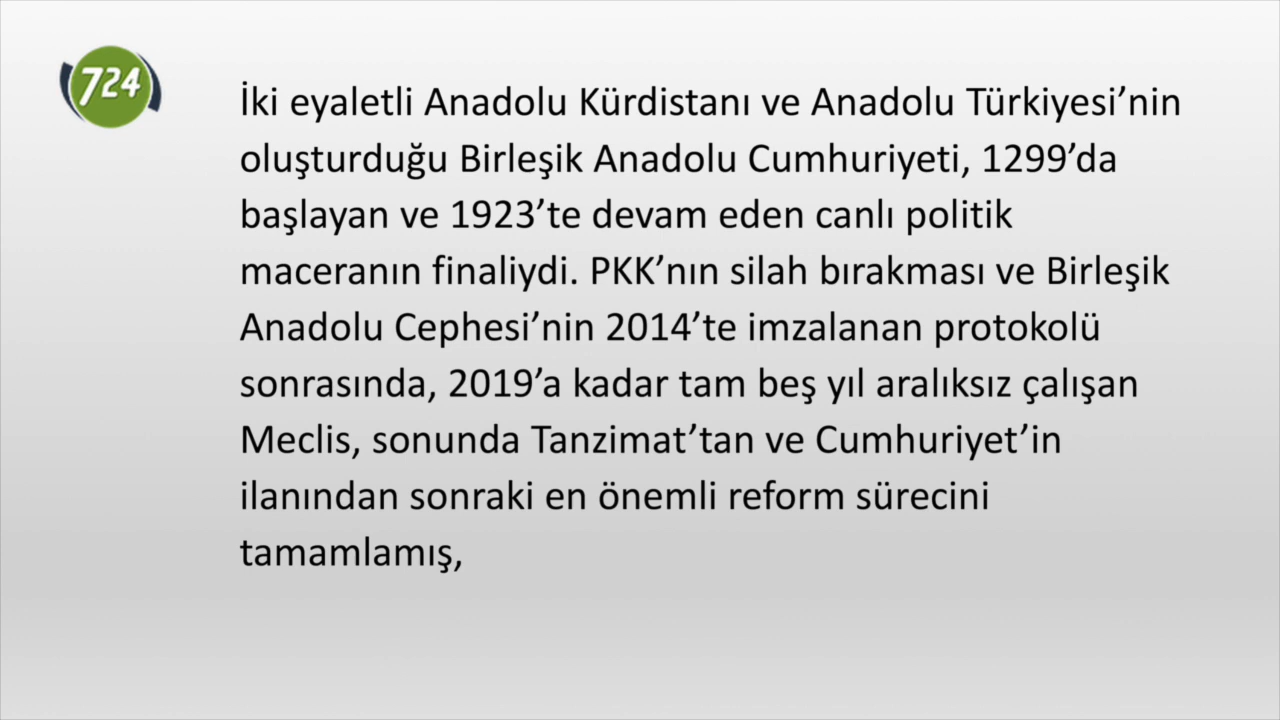 724
İki eyaletli Anadolu Kürdistanı ve Anadolu Türkiyesi’nin
oluşturduğu Birleşik Anadolu Cumhuriyeti, 1299’da
başlayan ve 1923’te devam eden canlı politik
maceranın finaliydi. PKK’nın silah bırakması ve Birleşik
Anadolu Cephesi’nin 2014’te imzalanan protokolü
sonrasında, 2019’a kadar tam beş yıl aralıksız çalışan
Meclis, sonunda Tanzimat’tan ve Cumhuriyet’in
ilanından sonraki en önemli reform sürecini
tamamlamış,